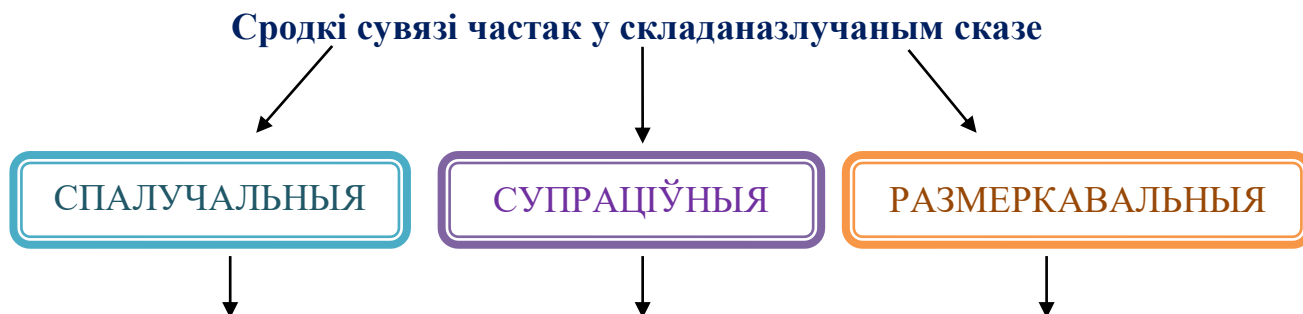 Сродкі сувязі частак у складаназлучаным сказе
СПАЛУЧАЛЬНЫЯ
СУПРАЦІЎНЫЯ
РАЗМЕРКАВАЛЬНЫЯ